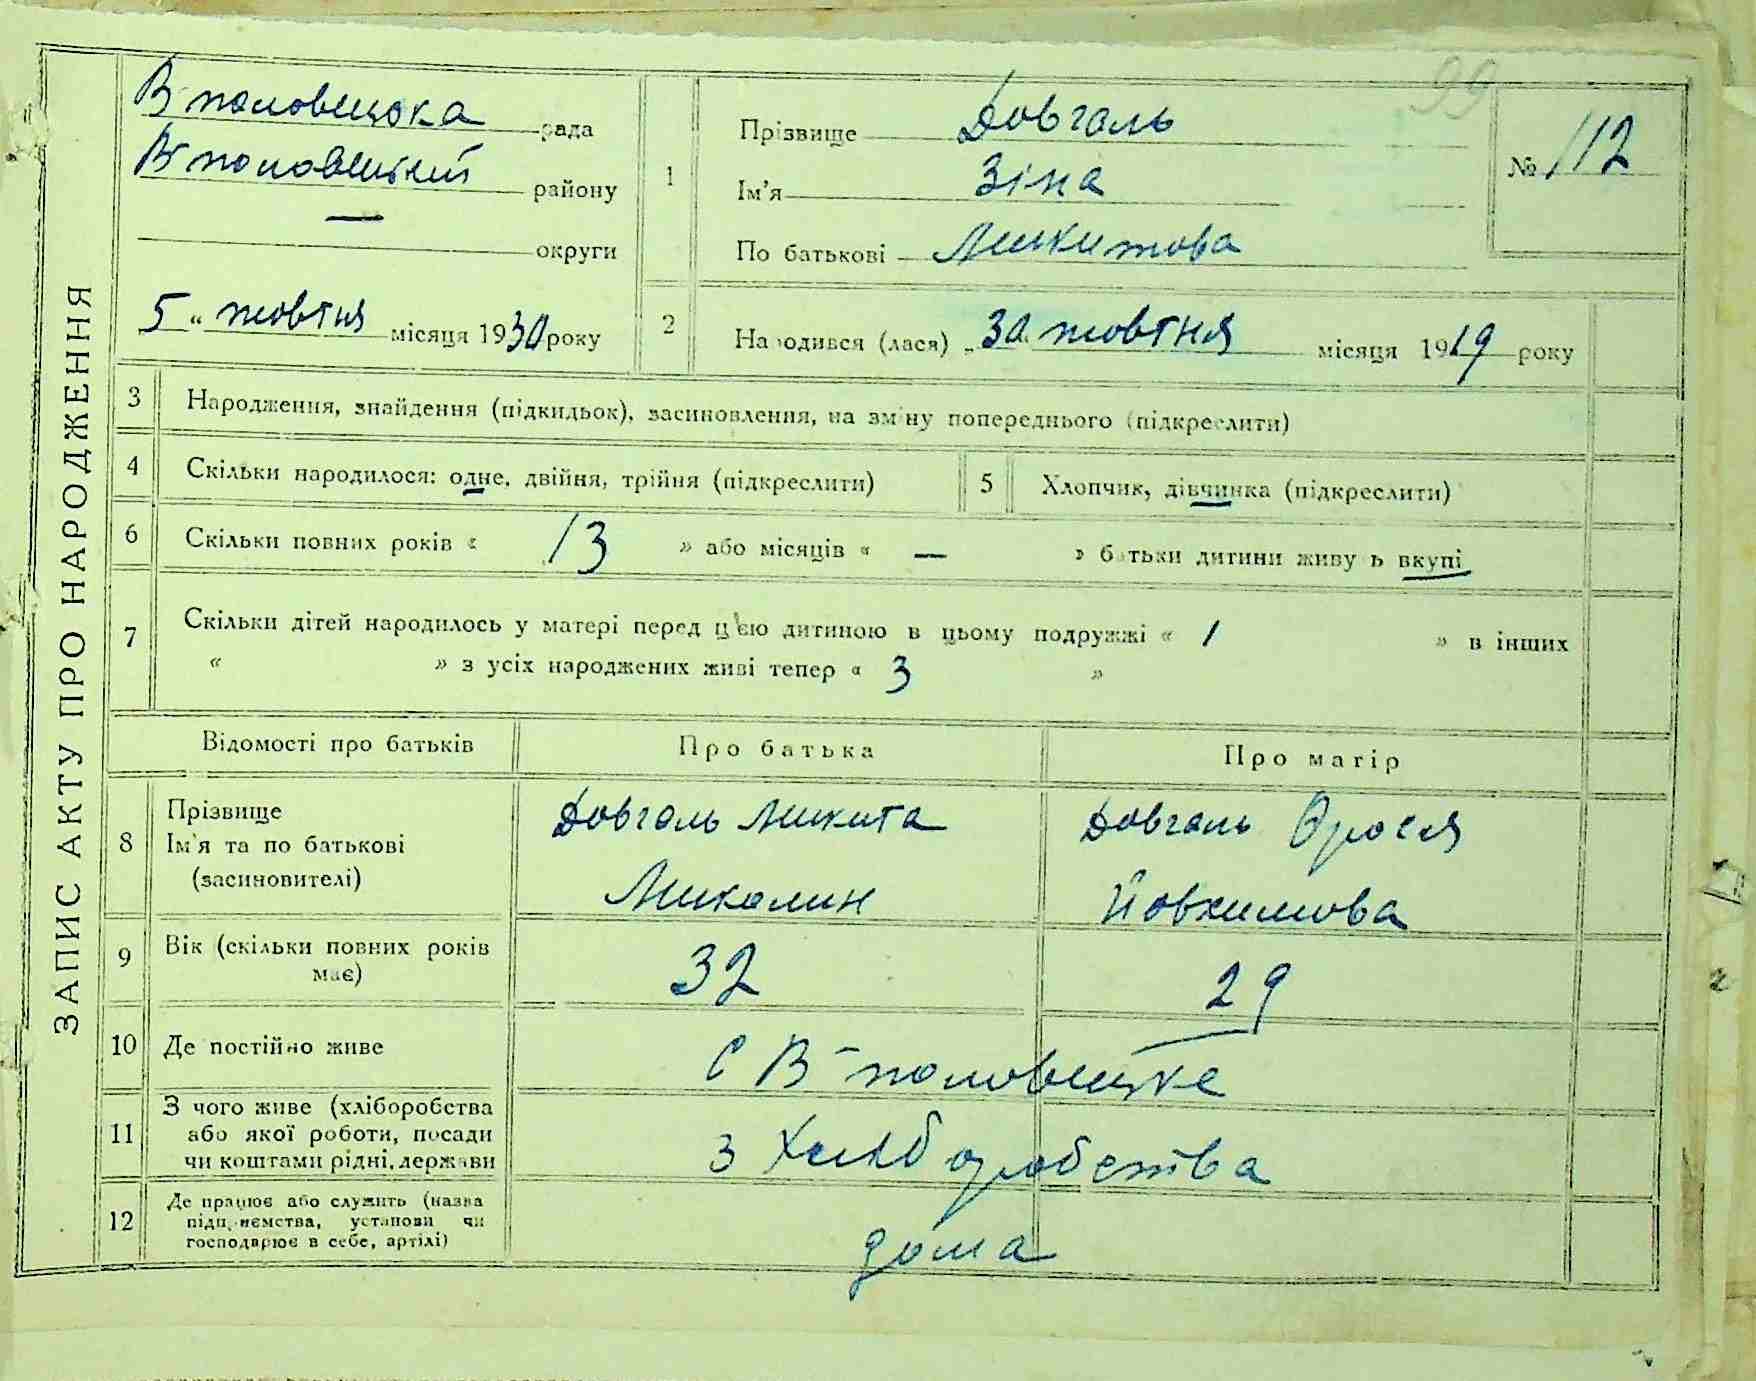 ЗАПИС АКТУ ПРО НАРОДЖЕННЯ
В-половецька рада
В-половецький району
— округи
5 " жовтня місяця 1930 року
99
№ 112
1 Прізвище Довгаль
Ім'я Зіна
По батькові Микитова
2 Народився (лася) „30 жовтня місяця 1919 року
3 Народження, знайдення (підкидьок), засиновлення, на зміну попереднього (підкреслити)
4 Скільки народилося: одне, двійня, трійня (підкреслити)
5 Хлопчик, дівчинка (підкреслити)
6 Скільки повних років « 13 » або місяців « — » батьки дитини живуть вкупі
7 Скільки дітей народилось у матері перед цією дитиною в цьому подружжі « 1 » в інших
« » з усіх народжених живі тепер « 3 »
Відомості про батьків Про батька Про матір
8 Прізвище Ім'я та по батькові (засиновителі)
Довгаль Микита
Миколин
Довгаль Орися
Йовхимова
9 Вік (скільки повних років має) 32 29
10 Де постійно живе С В-половецьке
11 З чого живе (хліборобства
або якої роботи, посади
чи коштами рідні, держави
З Хліборобства
12 Де працює або служить (назва
підприємства, установи чи
господарює в себе, артілі)
дома